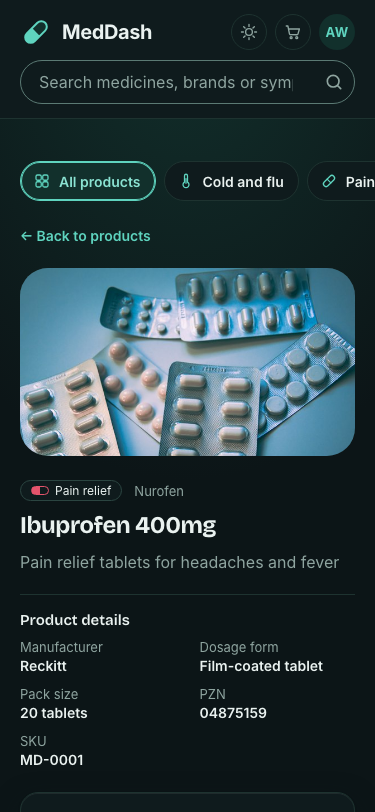 MedDash
AW
Search medicines, brands or sym
All products
Cold and flu
Pain
← Back to products
Pain relief
Nurofen
Ibuprofen 400mg
Pain relief tablets for headaches and fever
Product details
Manufacturer
Dosage form
Reckitt
Film-coated tablet
Pack size
PZN
20 tablets
04875159
SKU
MD-0001